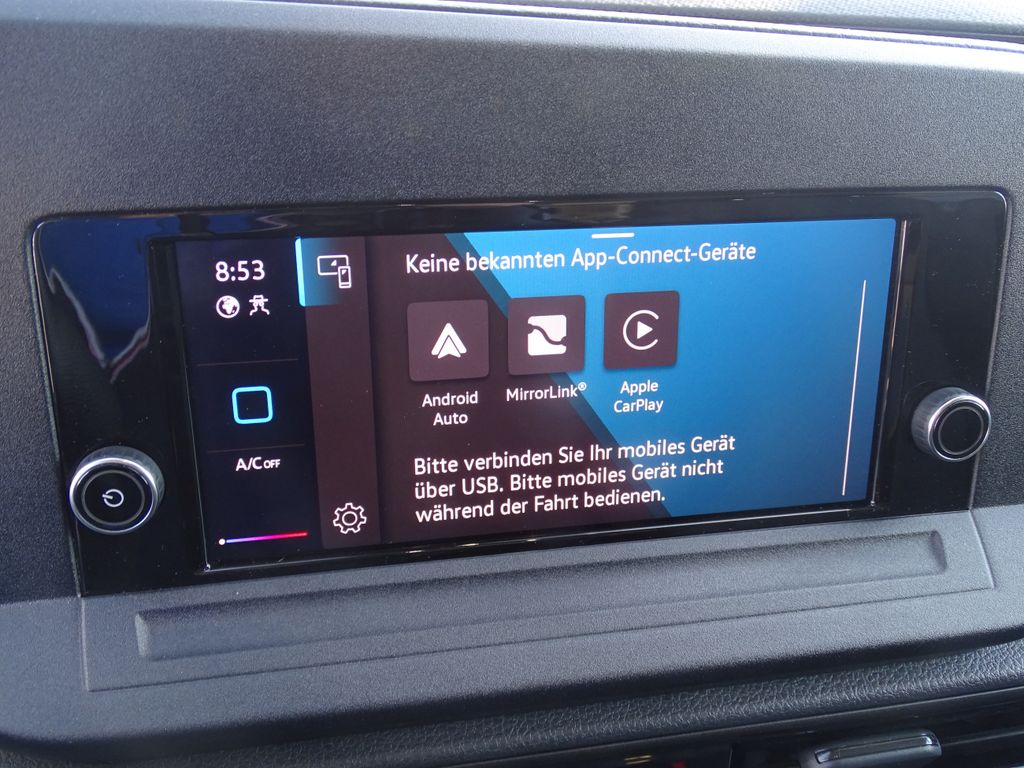 8:53
Keine bekannten App-Connect-Geräte
Android
Auto
MirrorLink®
Apple
CarPlay
A/C OFF
Bitte verbinden Sie Ihr mobiles Gerät
über USB. Bitte mobiles Gerät nicht
während der Fahrt bedienen.